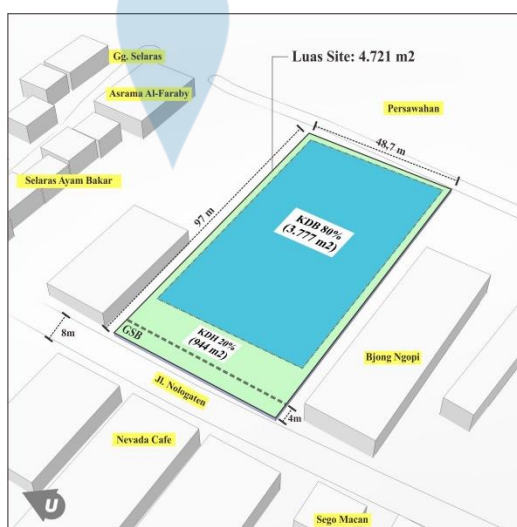 Gg. Selaras
Luas Site: 4.721 m2
Asrama Al-Faraby
Persawahan
48,7 m
Selaras Ayam Bakar
97 m
KDB 80%
(3.777 m2)
8m
GSB
KDH 20%
(944 m2)
Bjong Ngopi
Jl. Nologaten
4m
Nevada Cafe
U
Sego Macan